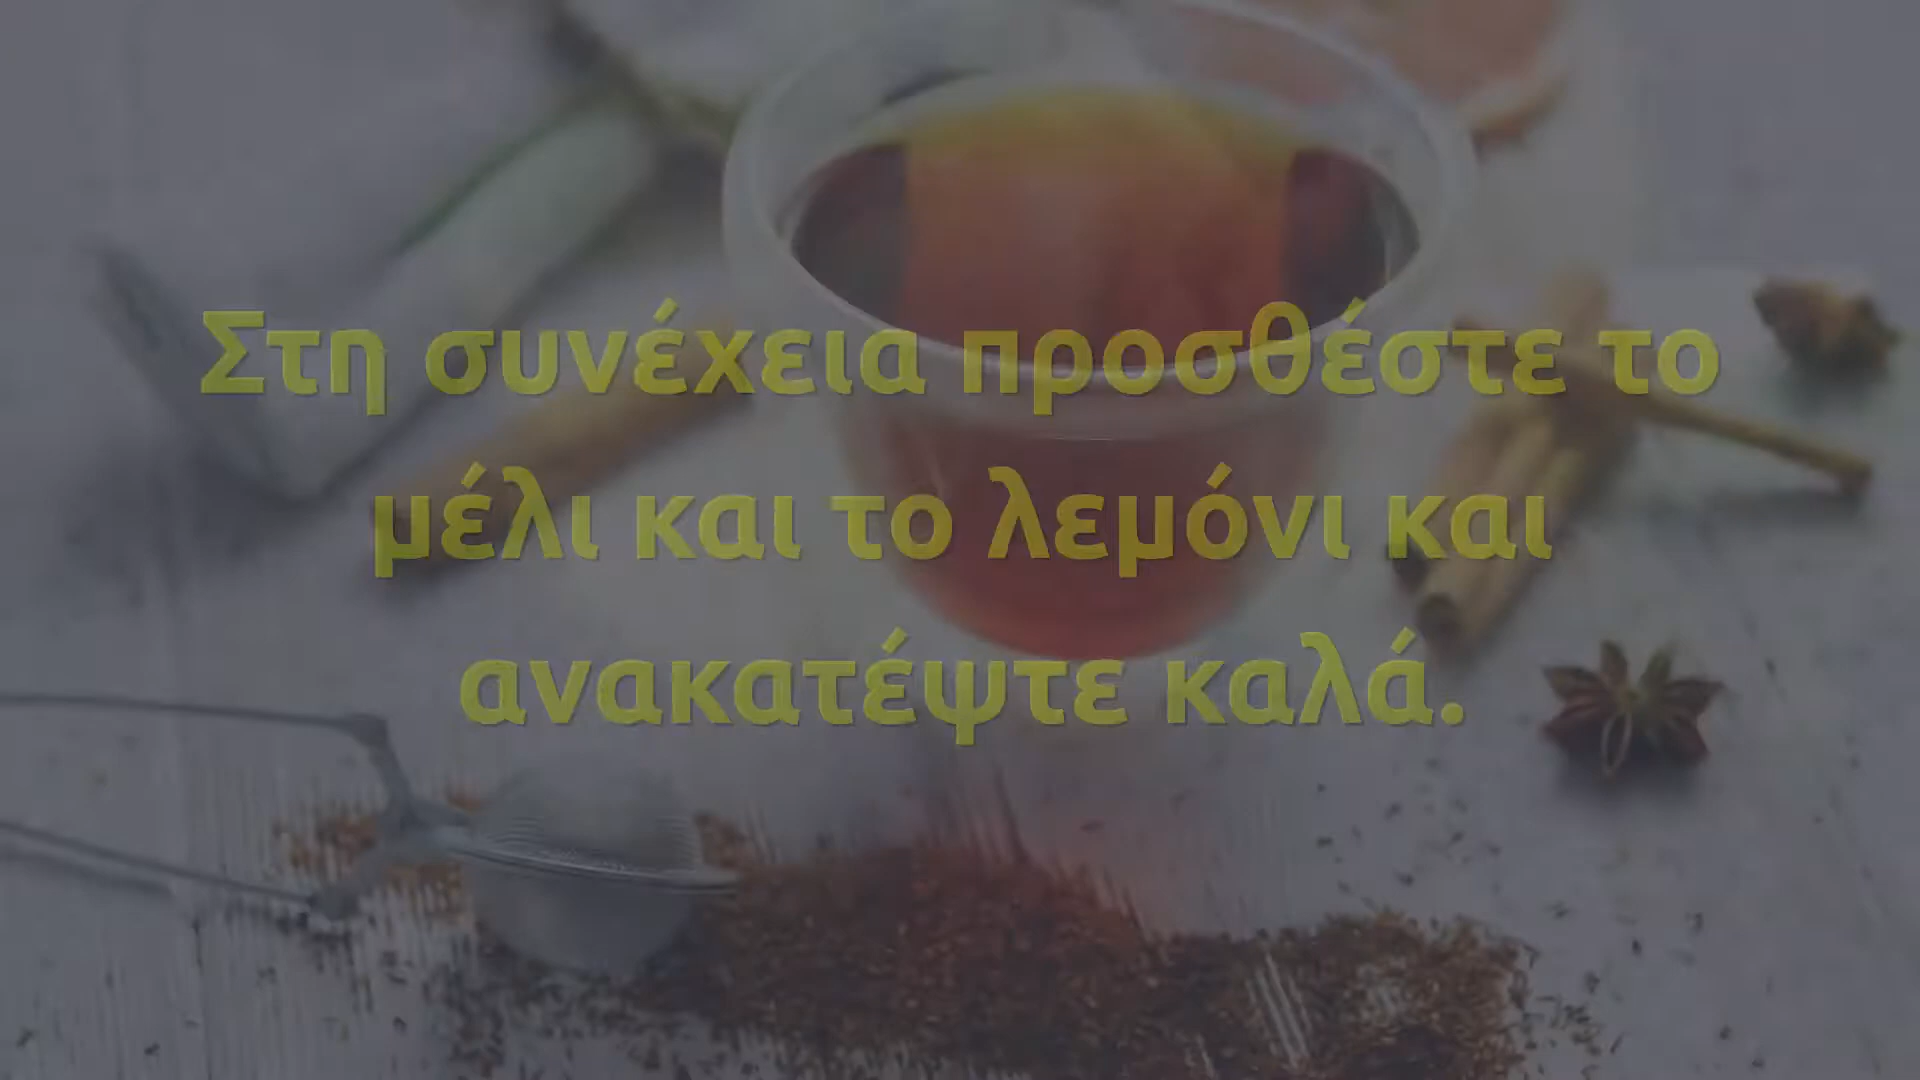 Στη συνέχεια προσθέστε το
μέλι και το λεμόνι και
ανακατέψτε καλά.